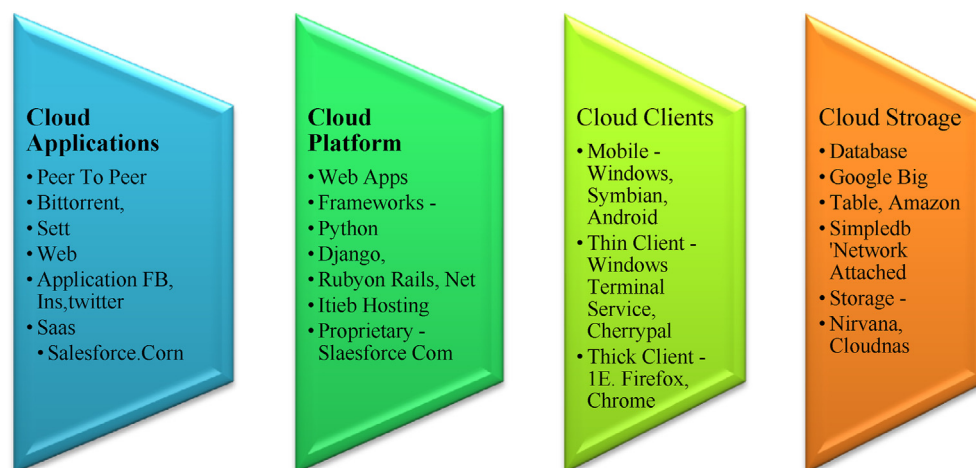 Cloud
Applications
• Peer To Peer
• Bittorrent,
• Sett
• Web
• Application FB,
Ins,twitter
• Saas
• Salesforce.Corn
Cloud
Platform
• Web Apps
• Frameworks -
• Python
• Django,
• Rubyon Rails, Net
• Itieb Hosting
• Proprietary -
Slaesforce Com
Cloud Clients
• Mobile -
Windows,
Symbian,
Android
• Thin Client -
Windows
Terminal
Service,
Cherrypal
• Thick Client -
1E. Firefox,
Chrome
Cloud Stroage
• Database
• Google Big
• Table, Amazon
• Simpledb
'Network
Attached
• Storage -
• Nirvana,
Cloudnas